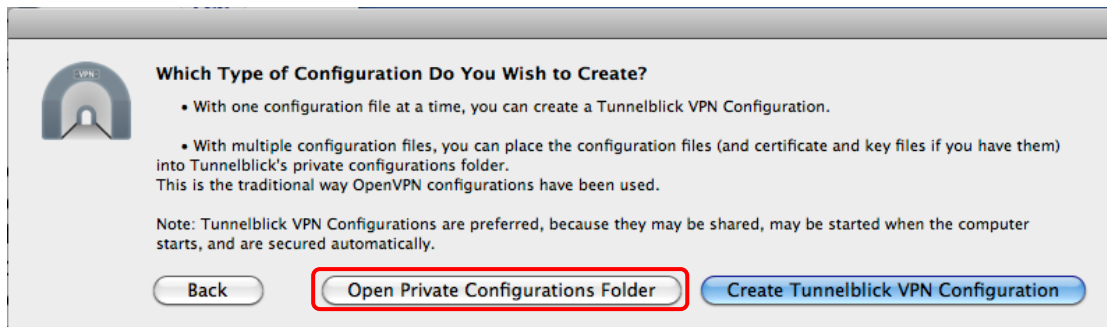 VPN
Which Type of Configuration Do You Wish to Create?
• With one configuration file at a time, you can create a Tunnelblick VPN Configuration.
• With multiple configuration files, you can place the configuration files (and certificate and key files if you have them)
into Tunnelblick's private configurations folder.
This is the traditional way OpenVPN configurations have been used.
Note: Tunnelblick VPN Configurations are preferred, because they may be shared, may be started when the computer
starts, and are secured automatically.
Back Open Private Configurations Folder Create Tunnelblick VPN Configuration